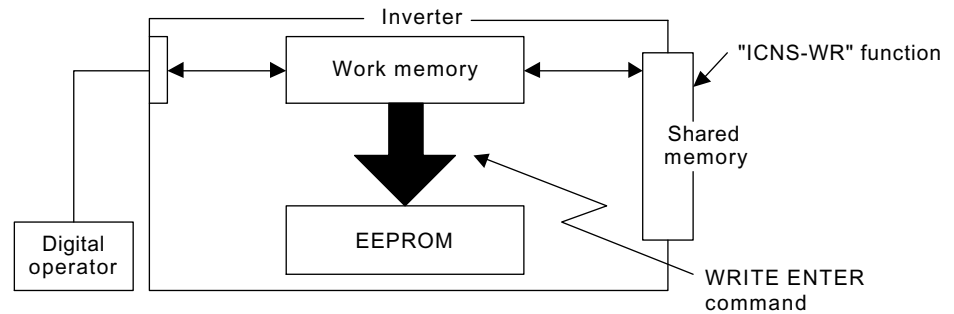 Inverter
"ICNS-WR" function
Work memory
Shared
memory
EEPROM
Digital
operator
WRITE ENTER
command